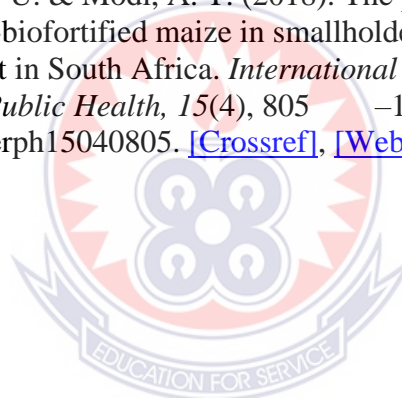 U. & Modi, A. T. (2018). The
-biofortified maize in smallholde
t in South Africa. International
Public Health, 15(4), 805 –1
erph15040805. [Crossref], [Web
EDUCATION FOR SERVICE